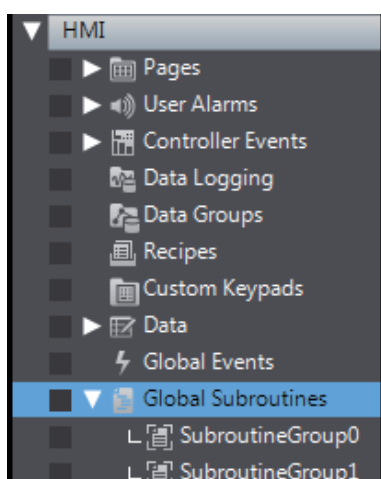 HMI
Pages
User Alarms
Controller Events
Data Logging
Data Groups
Recipes
Custom Keypads
Data
Global Events
Global Subroutines
SubroutineGroup0
SubroutineGroup1